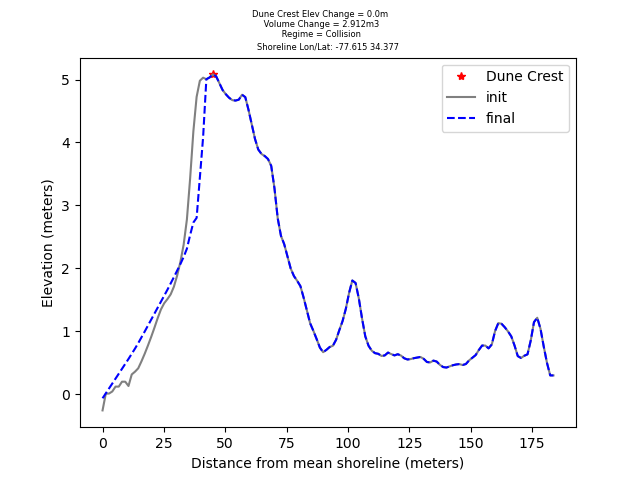 Dune Crest Elev Change = 0.0m
Volume Change = 2.912m3
Regime = Collision
Shoreline Lon/Lat: -77.615 34.377
Dune Crest
init
final
Elevation (meters)
5
4
3
2
1
0
0 25 50 75 100 125 150 175
Distance from mean shoreline (meters)